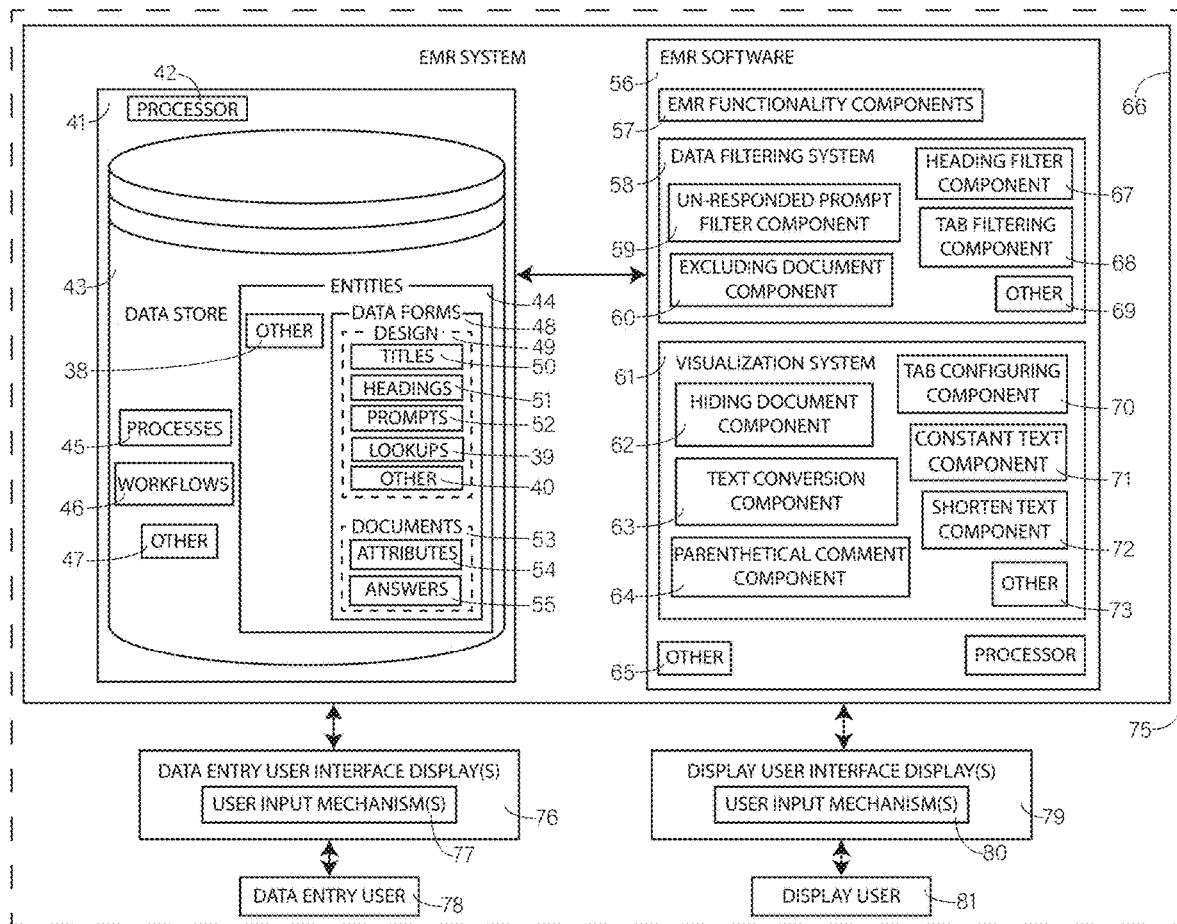 EMR SYSTEM
66
75
41
42
PROCESSOR
43
DATA STORE
ENTITIES
44
OTHER
38
DATA FORMS
48
DESIGN
49
TITLES
50
HEADINGS
51
PROMPTS
52
LOOKUPS
39
OTHER
40
DOCUMENTS
53
ATTRIBUTES
54
ANSWERS
55
PROCESSES
45
WORKFLOWS
46
OTHER
47
EMR SOFTWARE
56
EMR FUNCTIONALITY COMPONENTS
57
DATA FILTERING SYSTEM
58
UN-RESPONDED PROMPT
FILTER COMPONENT
59
EXCLUDING DOCUMENT
COMPONENT
60
HEADING FILTER
COMPONENT
67
TAB FILTERING
COMPONENT
68
OTHER
69
VISUALIZATION SYSTEM
61
HIDING DOCUMENT
COMPONENT
62
TEXT CONVERSION
COMPONENT
63
PARENTHETICAL COMMENT
COMPONENT
64
TAB CONFIGURING
COMPONENT
70
CONSTANT TEXT
COMPONENT
71
SHORTEN TEXT
COMPONENT
72
OTHER
73
OTHER
65
PROCESSOR
DATA ENTRY USER INTERFACE DISPLAY(S)
USER INPUT MECHANISM(S)
76
77
DATA ENTRY USER
78
DISPLAY USER INTERFACE DISPLAY(S)
USER INPUT MECHANISM(S)
79
80
DISPLAY USER
81